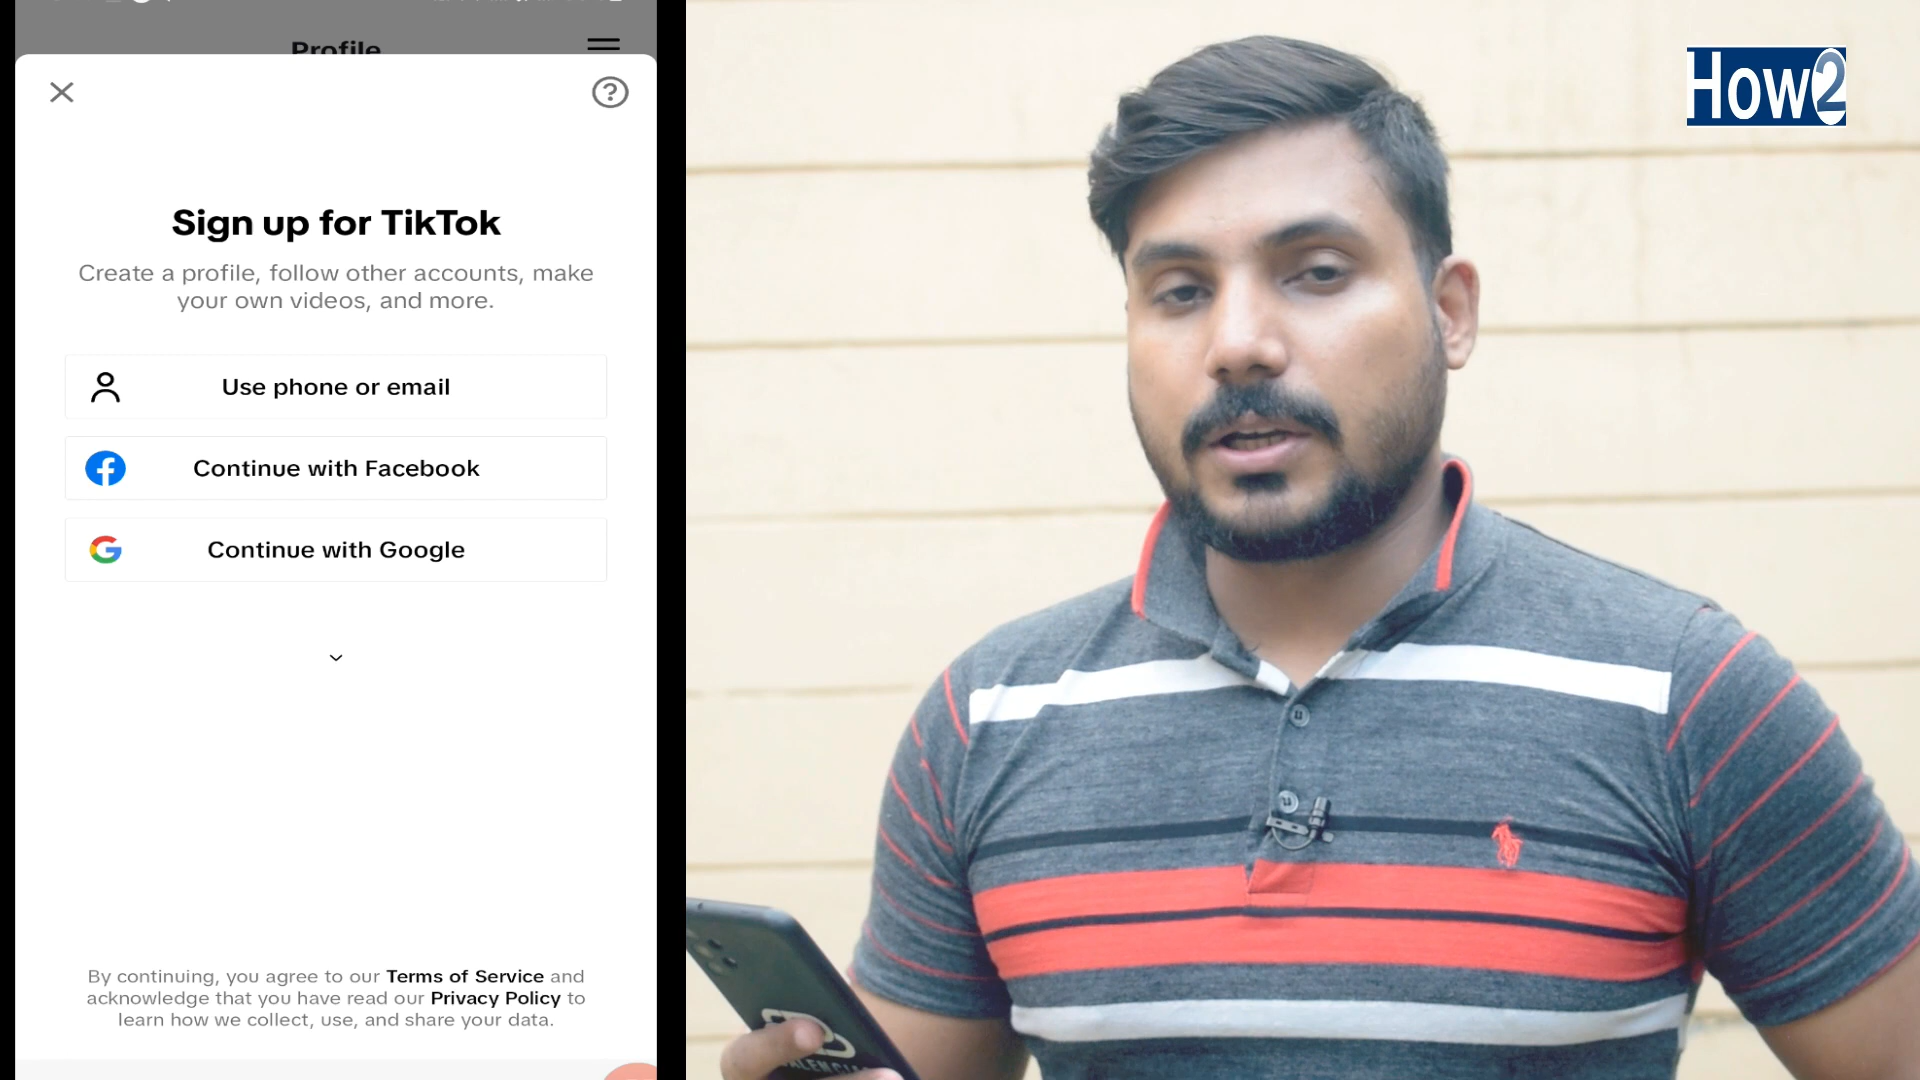 Profile
Sign up for TikTok
Create a profile, follow other accounts, make
your own videos, and more.
Use phone or email
Continue with Facebook
Continue with Google
By continuing, you agree to our Terms of Service and
acknowledge that you have read our Privacy Policy to
learn how we collect, use, and share your data.
How2